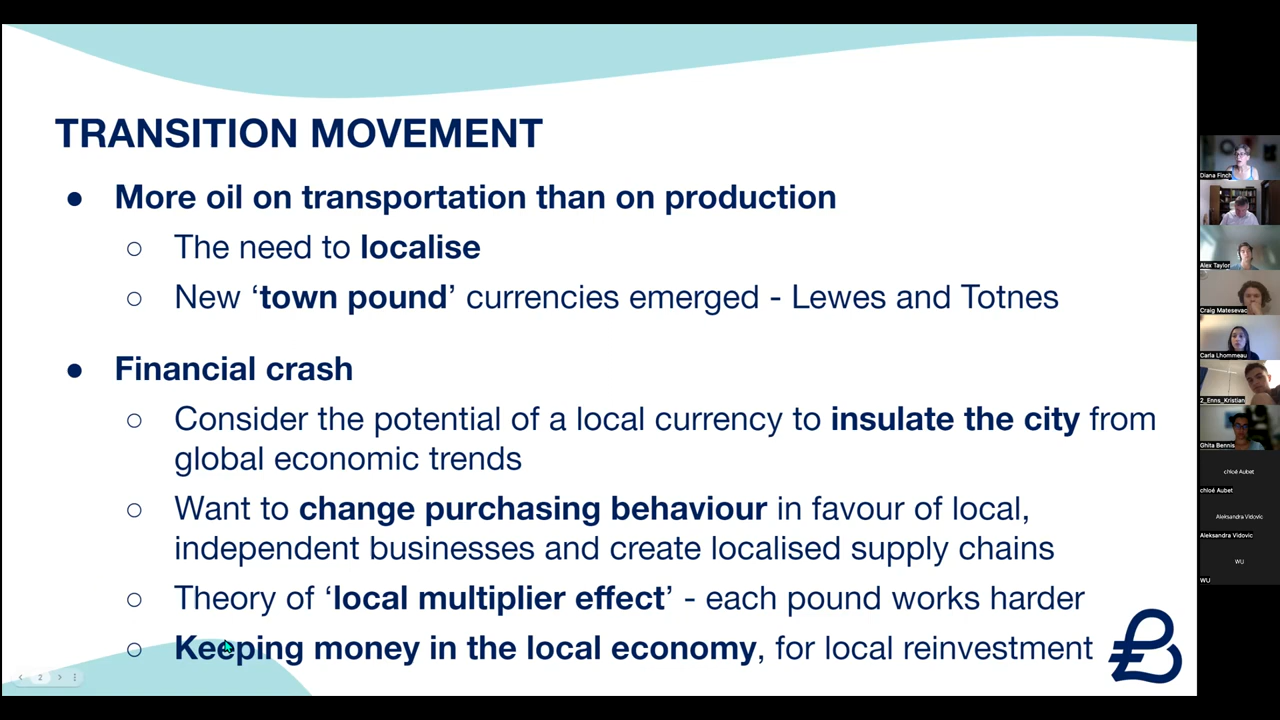 TRANSITION MOVEMENT
● More oil on transportation than on production
○ The need to localise
○ New ‘town pound’ currencies emerged - Lewes and Totnes
● Financial crash
○ Consider the potential of a local currency to insulate the city from
global economic trends
○ Want to change purchasing behaviour in favour of local,
independent businesses and create localised supply chains
○ Theory of ‘local multiplier effect’ - each pound works harder
○ Keeping money in the local economy, for local reinvestment
2
Diana Finch
Alex Taylor
Craig Matesevac
Carla Lhommeau
2_Enns_Kristian
Ghita Bennis
chloé Aubet
chloé Aubet
Aleksandra Vidovic
Aleksandra Vidovic
WU
WU